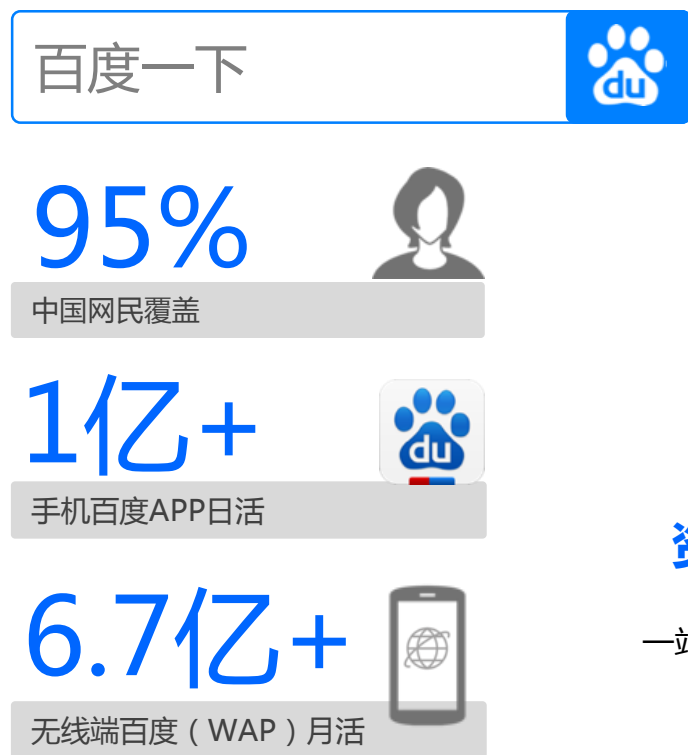 百度一下
du
95%
中国网民覆盖
1亿+
du
手机百度APP日活
6.7亿+
无线端百度（WAP）月活
一